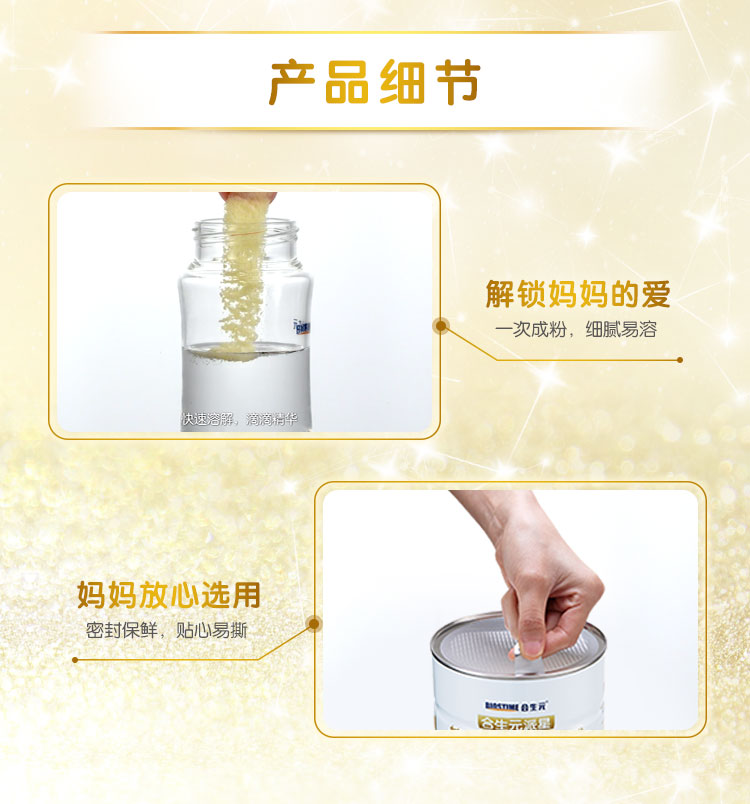 产品细节
解锁妈妈的爱
一次成粉，细腻易溶
快速溶解，滴滴精华
妈妈放心选用
密封保鲜，贴心易撕
BIOSTIME 合生元
合生元派星